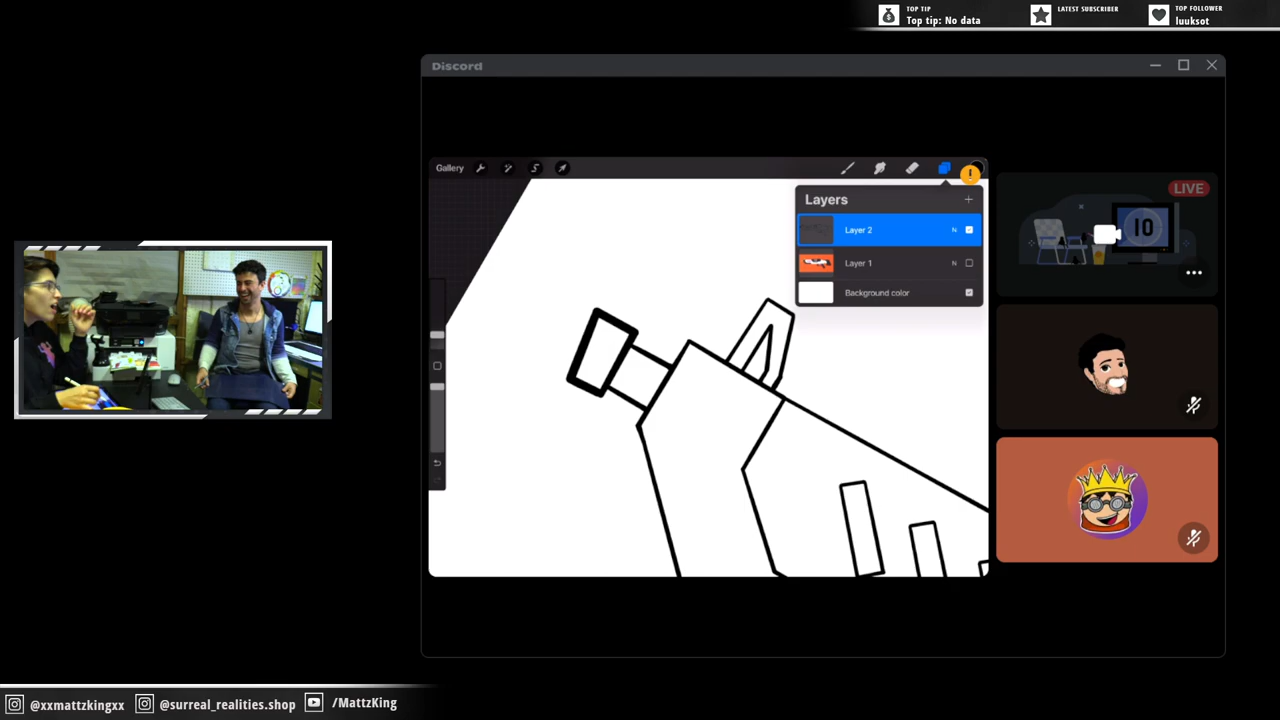 TOP TIP
Top tip: No data
LATEST SUBSCRIBER
TOP FOLLOWER
luuksot
Discord
Gallery
Layers
Layer 2
N
Layer 1
N
Background color
LIVE
10
@xxmattzkingxx
@surreal_realities.shop
/MattzKing